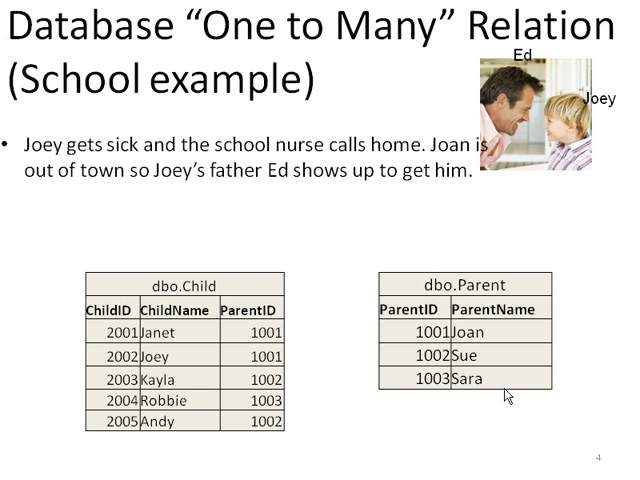 Database “One to Many” Relation
(School example)
Ed
Joey
• Joey gets sick and the school nurse calls home. Joan is
out of town so Joey’s father Ed shows up to get him.
dbo.Child
ChildID ChildName ParentID
2001 Janet 1001
2002 Joey 1001
2003 Kayla 1002
2004 Robbie 1003
2005 Andy 1002
dbo.Parent
ParentID ParentName
1001 Joan
1002 Sue
1003 Sara
4